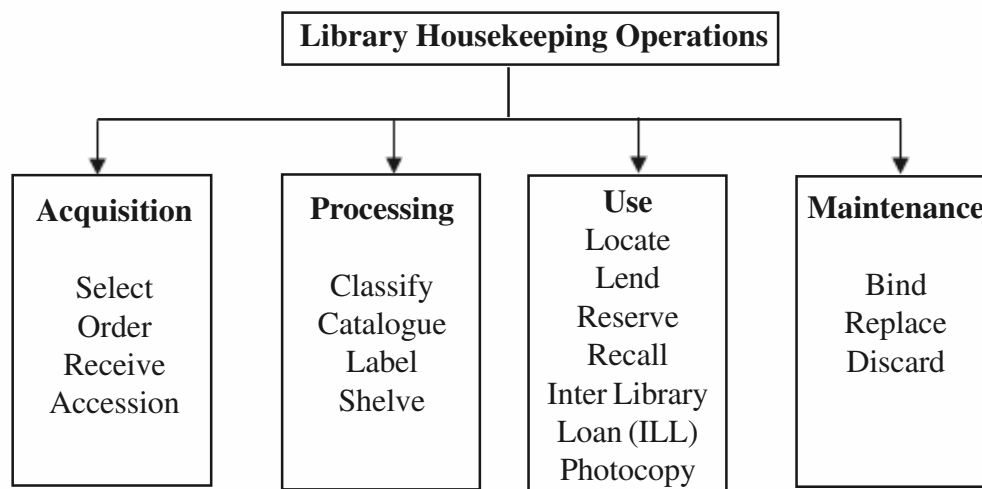 Library Housekeeping Operations
Acquisition
Select
Order
Receive
Accession
Processing
Classify
Catalogue
Label
Shelve
Use
Locate
Lend
Reserve
Recall
Inter Library
Loan (ILL)
Photocopy
Maintenance
Bind
Replace
Discard